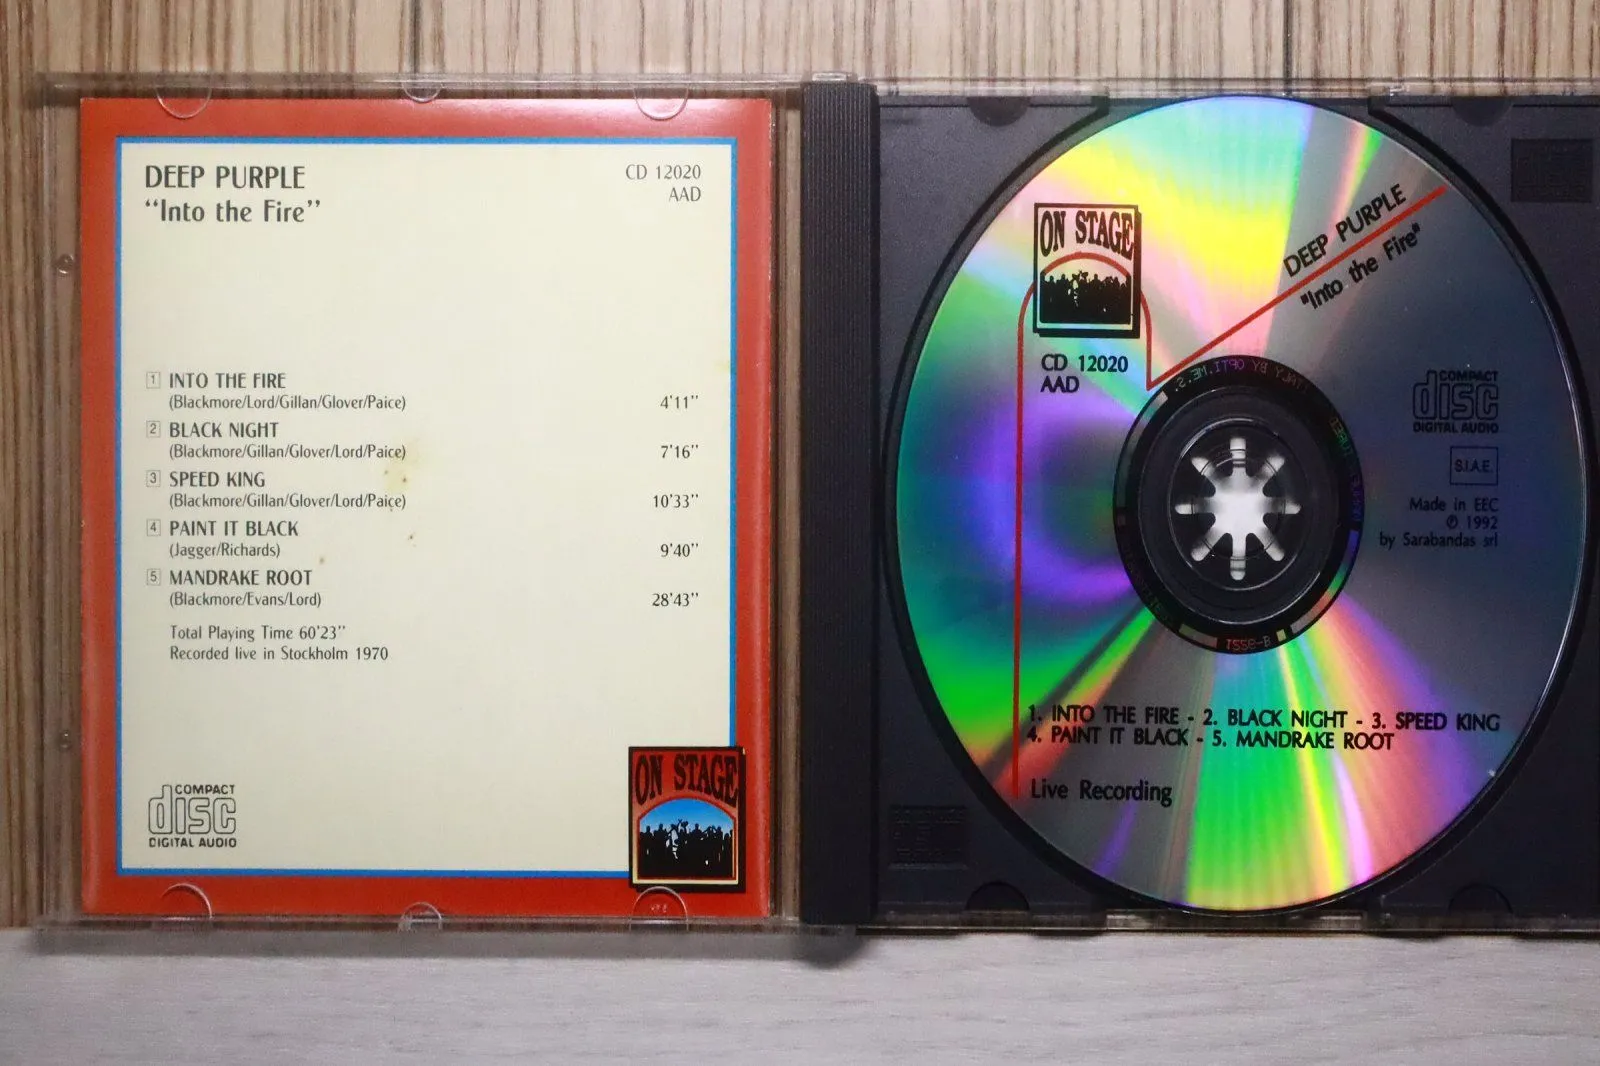 DEEP PURPLE
“Into the Fire”
CD 12020
AAD
1 INTO THE FIRE
(Blackmore/Lord/Gillan/Glover/Paice) 4'11''
2 BLACK NIGHT
(Blackmore/Gillan/Glover/Lord/Paice) 7'16''
3 SPEED KING
(Blackmore/Gillan/Glover/Lord/Paice) 10'33''
4 PAINT IT BLACK
(Jagger/Richards) 9'40''
5 MANDRAKE ROOT
(Blackmore/Evans/Lord) 28'43''
Total Playing Time 60'23''
Recorded live in Stockholm 1970
COMPACT
disc
DIGITAL AUDIO
ON STAGE
ON STAGE
CD 12020
AAD
DEEP PURPLE
"Into the Fire"
COMPACT
disc
DIGITAL AUDIO
S.I.A.E.
Made in EEC
℗ 1992
by Sarabandas srl
1. INTO THE FIRE - 2. BLACK NIGHT - 3. SPEED KING
4. PAINT IT BLACK - 5. MANDRAKE ROOT
Live Recording